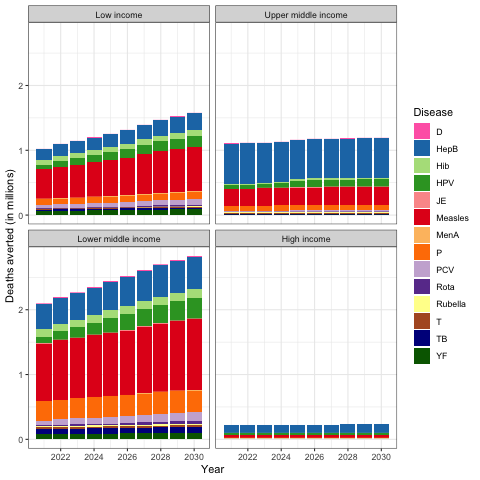 Low income
Upper middle income
2
1
0
Lower middle income
High income
2
1
0
2022 2024 2026 2028 2030
2022 2024 2026 2028 2030
Year
Deaths averted (in millions)
Disease
D
HepB
Hib
HPV
JE
Measles
MenA
P
PCV
Rota
Rubella
T
TB
YF